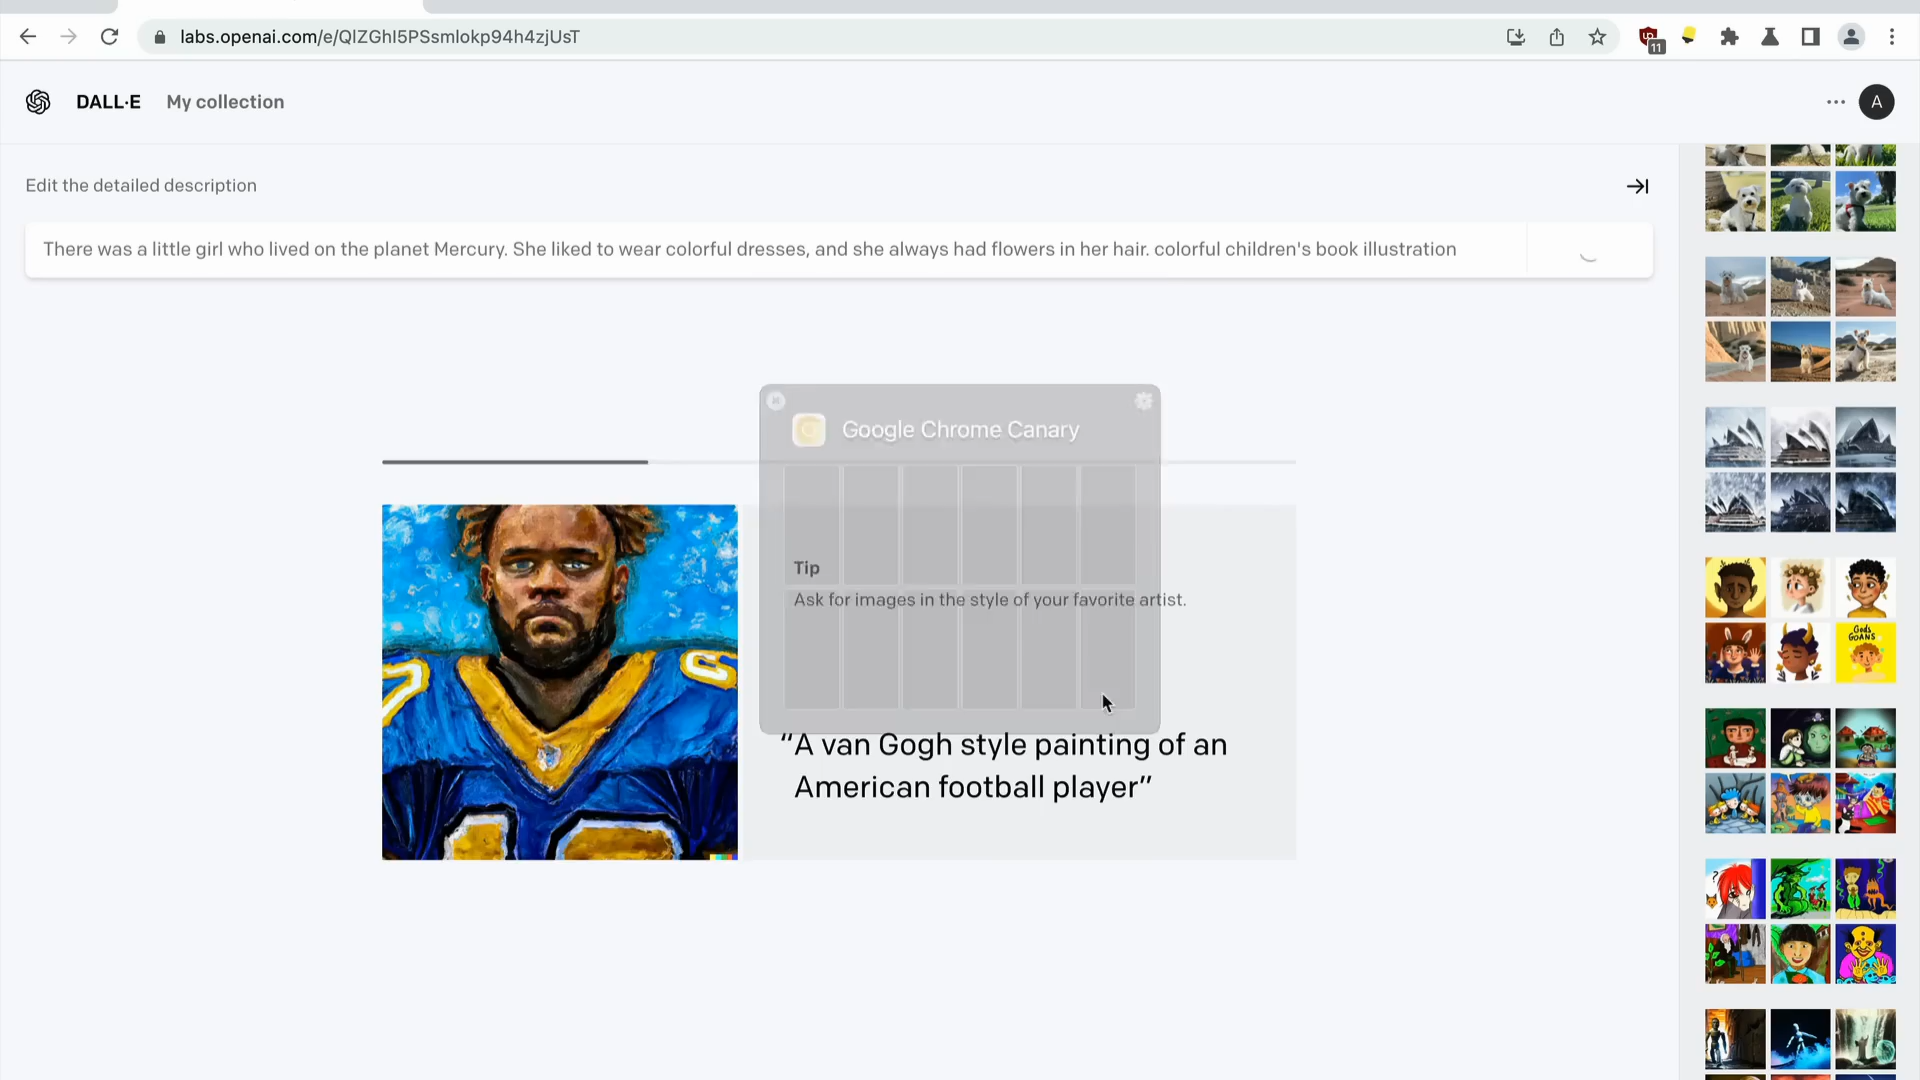 labs.openai.com/e/QIZGhI5PSsmlokp94h4zjUsT
11
DALL·E My collection
A
Edit the detailed description
There was a little girl who lived on the planet Mercury. She liked to wear colorful dresses, and she always had flowers in her hair. colorful children's book illustration
Google Chrome Canary
Tip
Ask for images in the style of your favorite artist.
“A van Gogh style painting of an
American football player”
Gods
GOANS